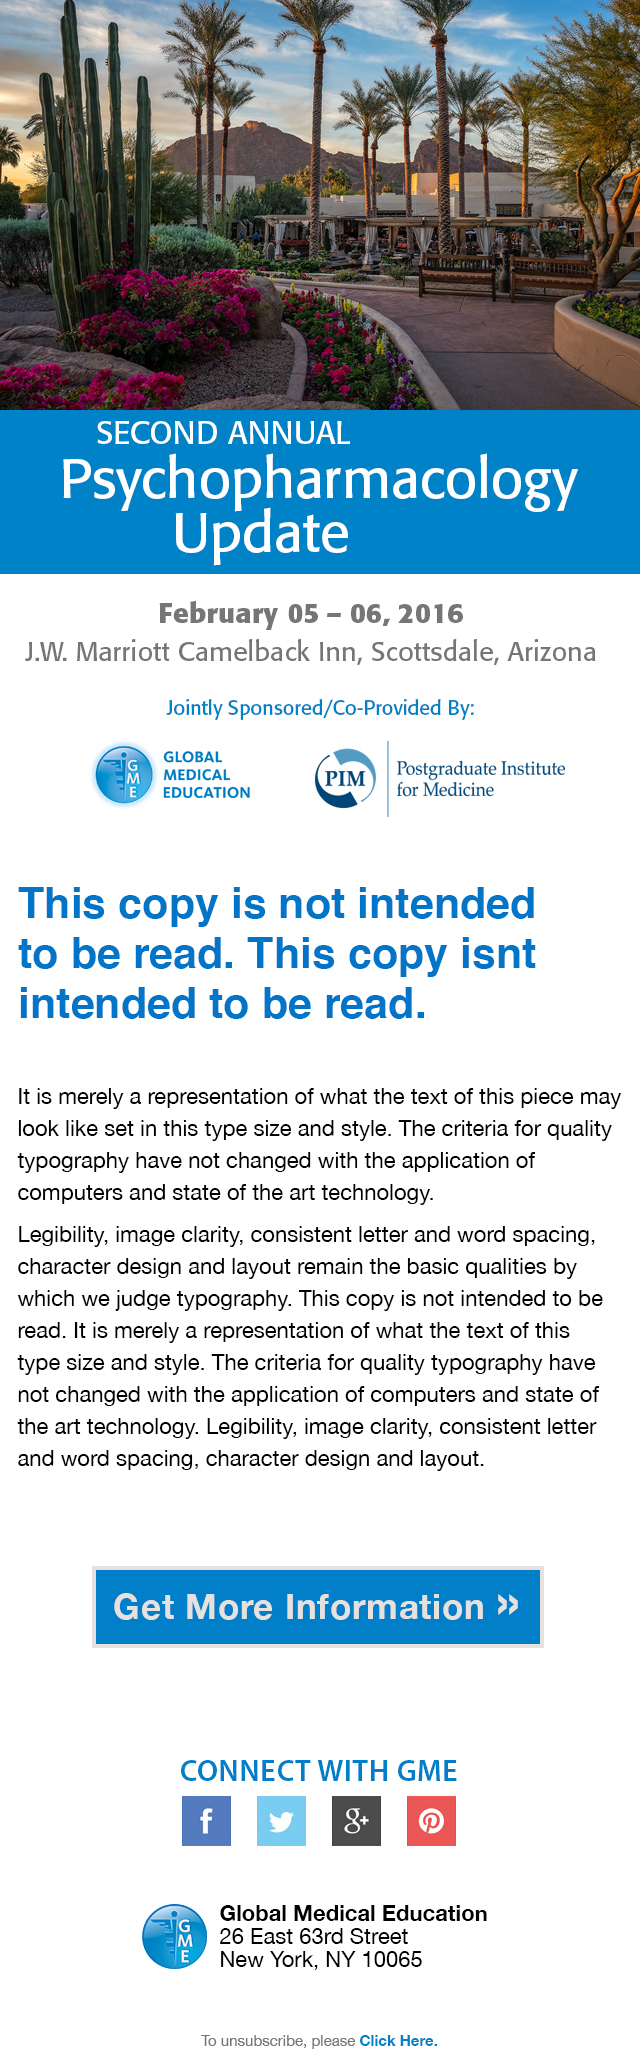 SECOND ANNUAL
Psychopharmacology
Update
February 05 – 06, 2016
J.W. Marriott Camelback Inn, Scottsdale, Arizona
Jointly Sponsored/Co-Provided By:
GME
GLOBAL
MEDICAL
EDUCATION
PIM
Postgraduate Institute
for Medicine
This copy is not intended
to be read. This copy isnt
intended to be read.
It is merely a representation of what the text of this piece may
look like set in this type size and style. The criteria for quality
typography have not changed with the application of
computers and state of the art technology.
Legibility, image clarity, consistent letter and word spacing,
character design and layout remain the basic qualities by
which we judge typography. This copy is not intended to be
read. It is merely a representation of what the text of this
type size and style. The criteria for quality typography have
not changed with the application of computers and state of
the art technology. Legibility, image clarity, consistent letter
and word spacing, character design and layout.
Get More Information »
CONNECT WITH GME
f
g+
GME
Global Medical Education
26 East 63rd Street
New York, NY 10065
To unsubscribe, please Click Here.